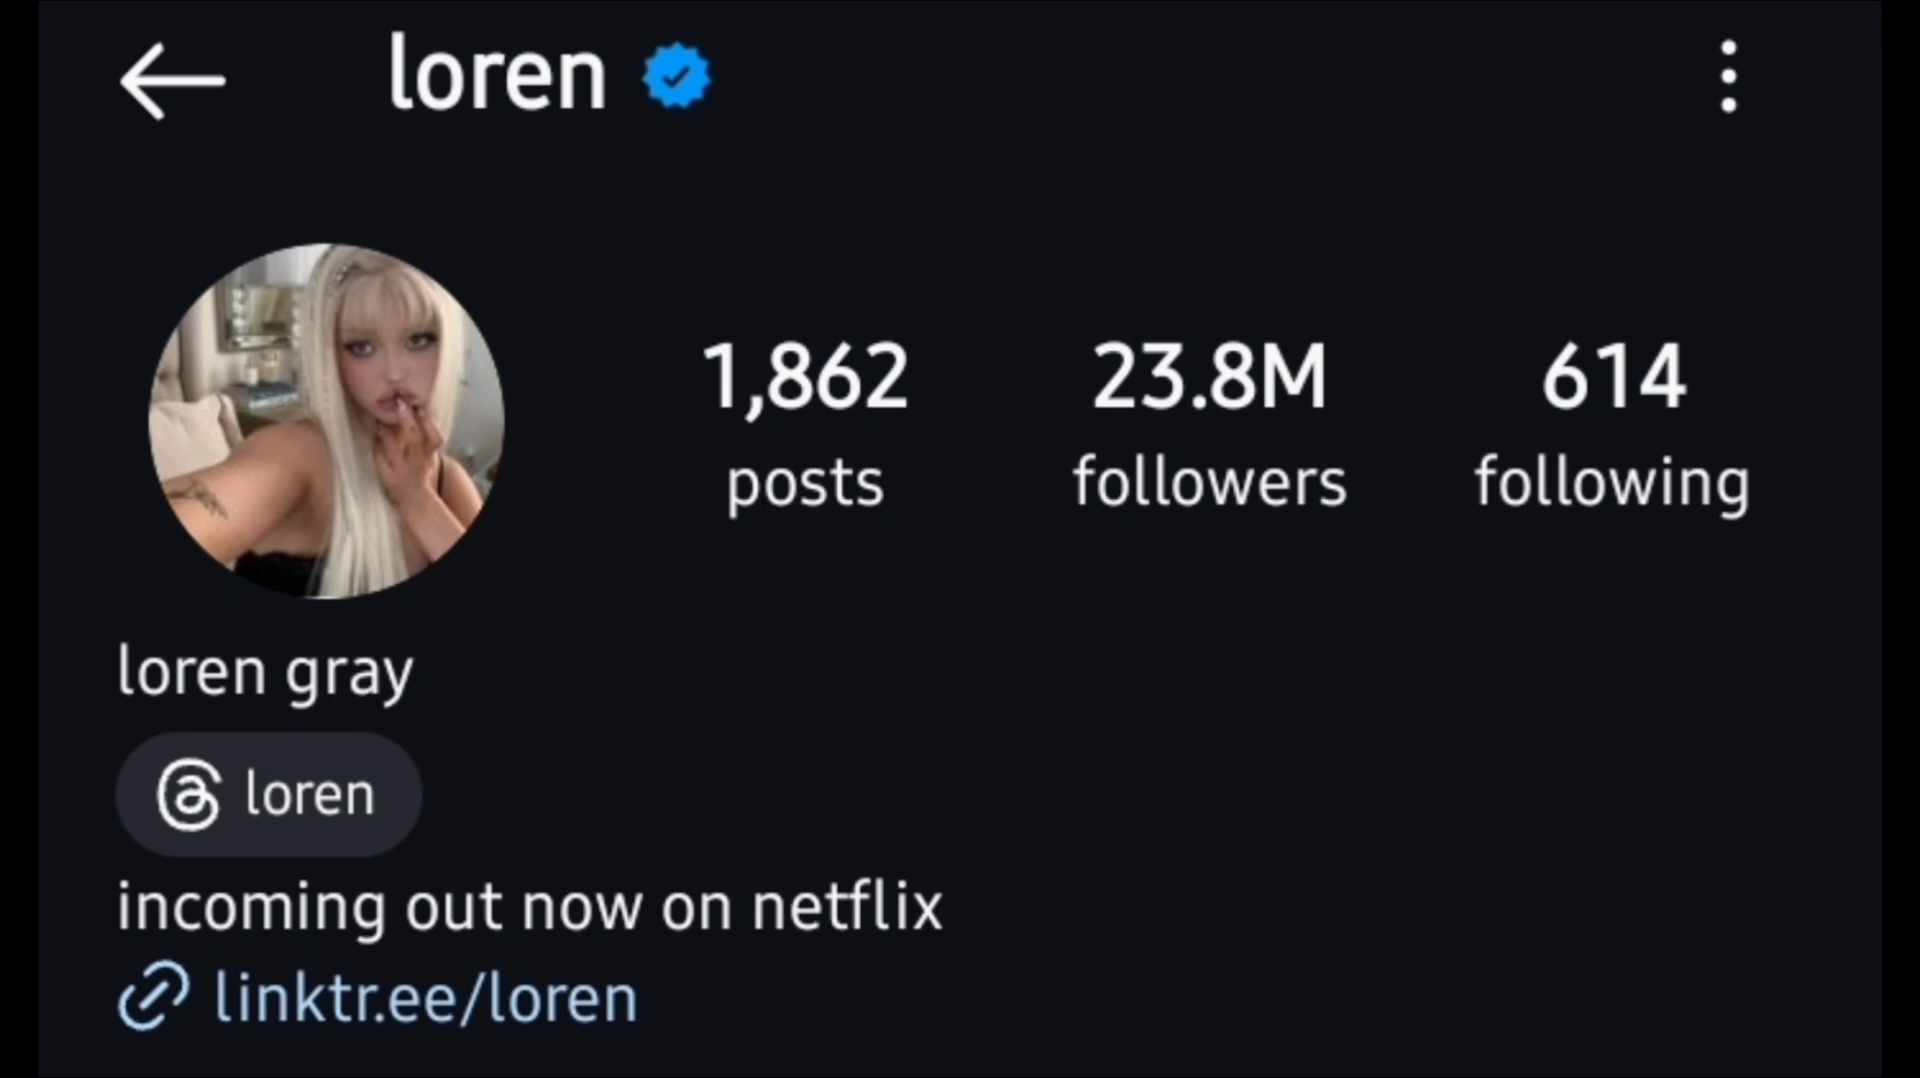 loren
1,862 23.8M 614
posts followers following
loren gray
loren
incoming out now on netflix
linktr.ee/loren